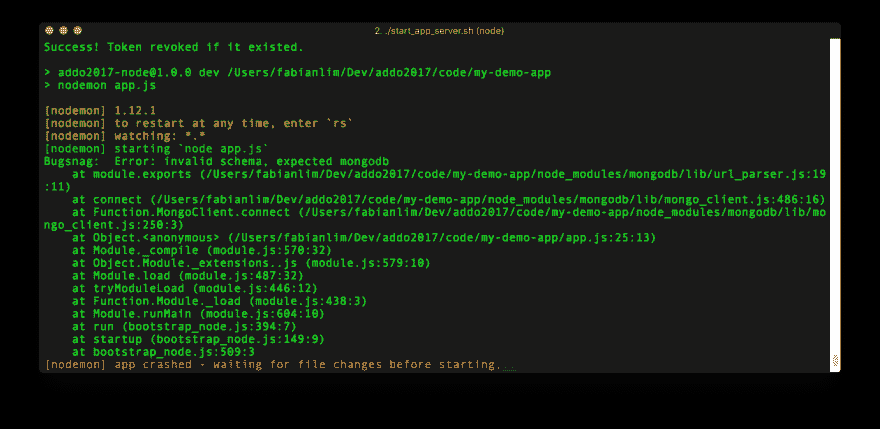 2. ./start_app_server.sh (node)
Success! Token revoked if it existed.
> addo2017-node@1.0.0 dev /Users/fabianlim/Dev/addo2017/code/my-demo-app
> nodemon app.js
[nodemon] 1.12.1
[nodemon] to restart at any time, enter `rs`
[nodemon] watching: *.*
[nodemon] starting `node app.js`
Bugsnag:  Error: invalid schema, expected mongodb
    at module.exports (/Users/fabianlim/Dev/addo2017/code/my-demo-app/node_modules/mongodb/lib/url_parser.js:19
:11)
    at connect (/Users/fabianlim/Dev/addo2017/code/my-demo-app/node_modules/mongodb/lib/mongo_client.js:486:16)
    at Function.MongoClient.connect (/Users/fabianlim/Dev/addo2017/code/my-demo-app/node_modules/mongodb/lib/mo
ngo_client.js:250:3)
    at Object.<anonymous> (/Users/fabianlim/Dev/addo2017/code/my-demo-app/app.js:25:13)
    at Module._compile (module.js:570:32)
    at Object.Module._extensions..js (module.js:579:10)
    at Module.load (module.js:487:32)
    at tryModuleLoad (module.js:446:12)
    at Function.Module._load (module.js:438:3)
    at Module.runMain (module.js:604:10)
    at run (bootstrap_node.js:394:7)
    at startup (bootstrap_node.js:149:9)
    at bootstrap_node.js:509:3
[nodemon] app crashed - waiting for file changes before starting...